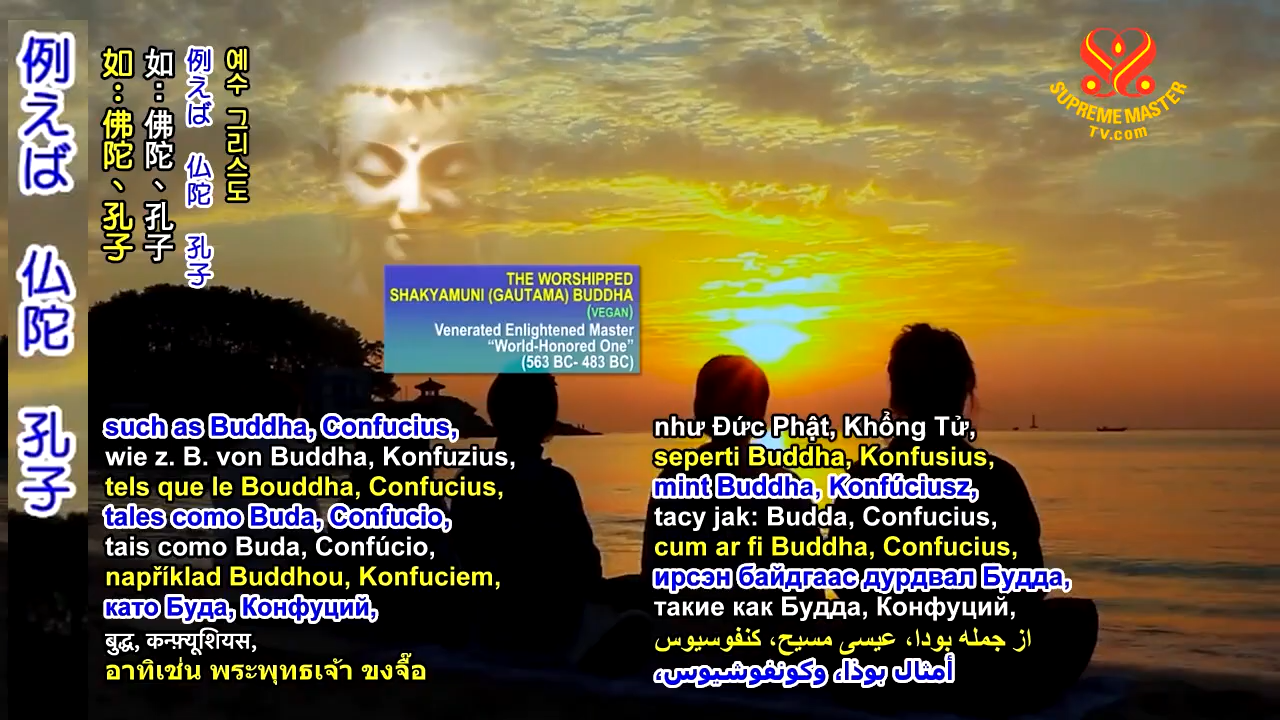 例えば 仏陀 孔子
如：佛陀、孔子
如：佛陀、孔子
例えば 仏陀 孔子
예수 그리스도
SUPREME MASTER
TV.com
THE WORSHIPPED
SHAKYAMUNI (GAUTAMA) BUDDHA
(VEGAN)
Venerated Enlightened Master
“World-Honored One”
(563 BC- 483 BC)
such as Buddha, Confucius,
wie z. B. von Buddha, Konfuzius,
tels que le Bouddha, Confucius,
tales como Buda, Confucio,
tais como Buda, Confúcio,
například Buddhou, Konfuciem,
като Буда, Конфуций,
बुद्ध, कन्फ़्यूशियस,
อาทิเช่น พระพุทธเจ้า ขงจื๊อ
như Đức Phật, Khổng Tử,
seperti Buddha, Konfusius,
mint Buddha, Konfúciusz,
tacy jak: Budda, Confucius,
cum ar fi Buddha, Confucius,
ирсэн байдгаас дурдвал Будда,
такие как Будда, Конфуций,
از جمله بودا، عیسی مسیح، کنفوسیوس
أمثال بوذا، وكونفوشيوس،